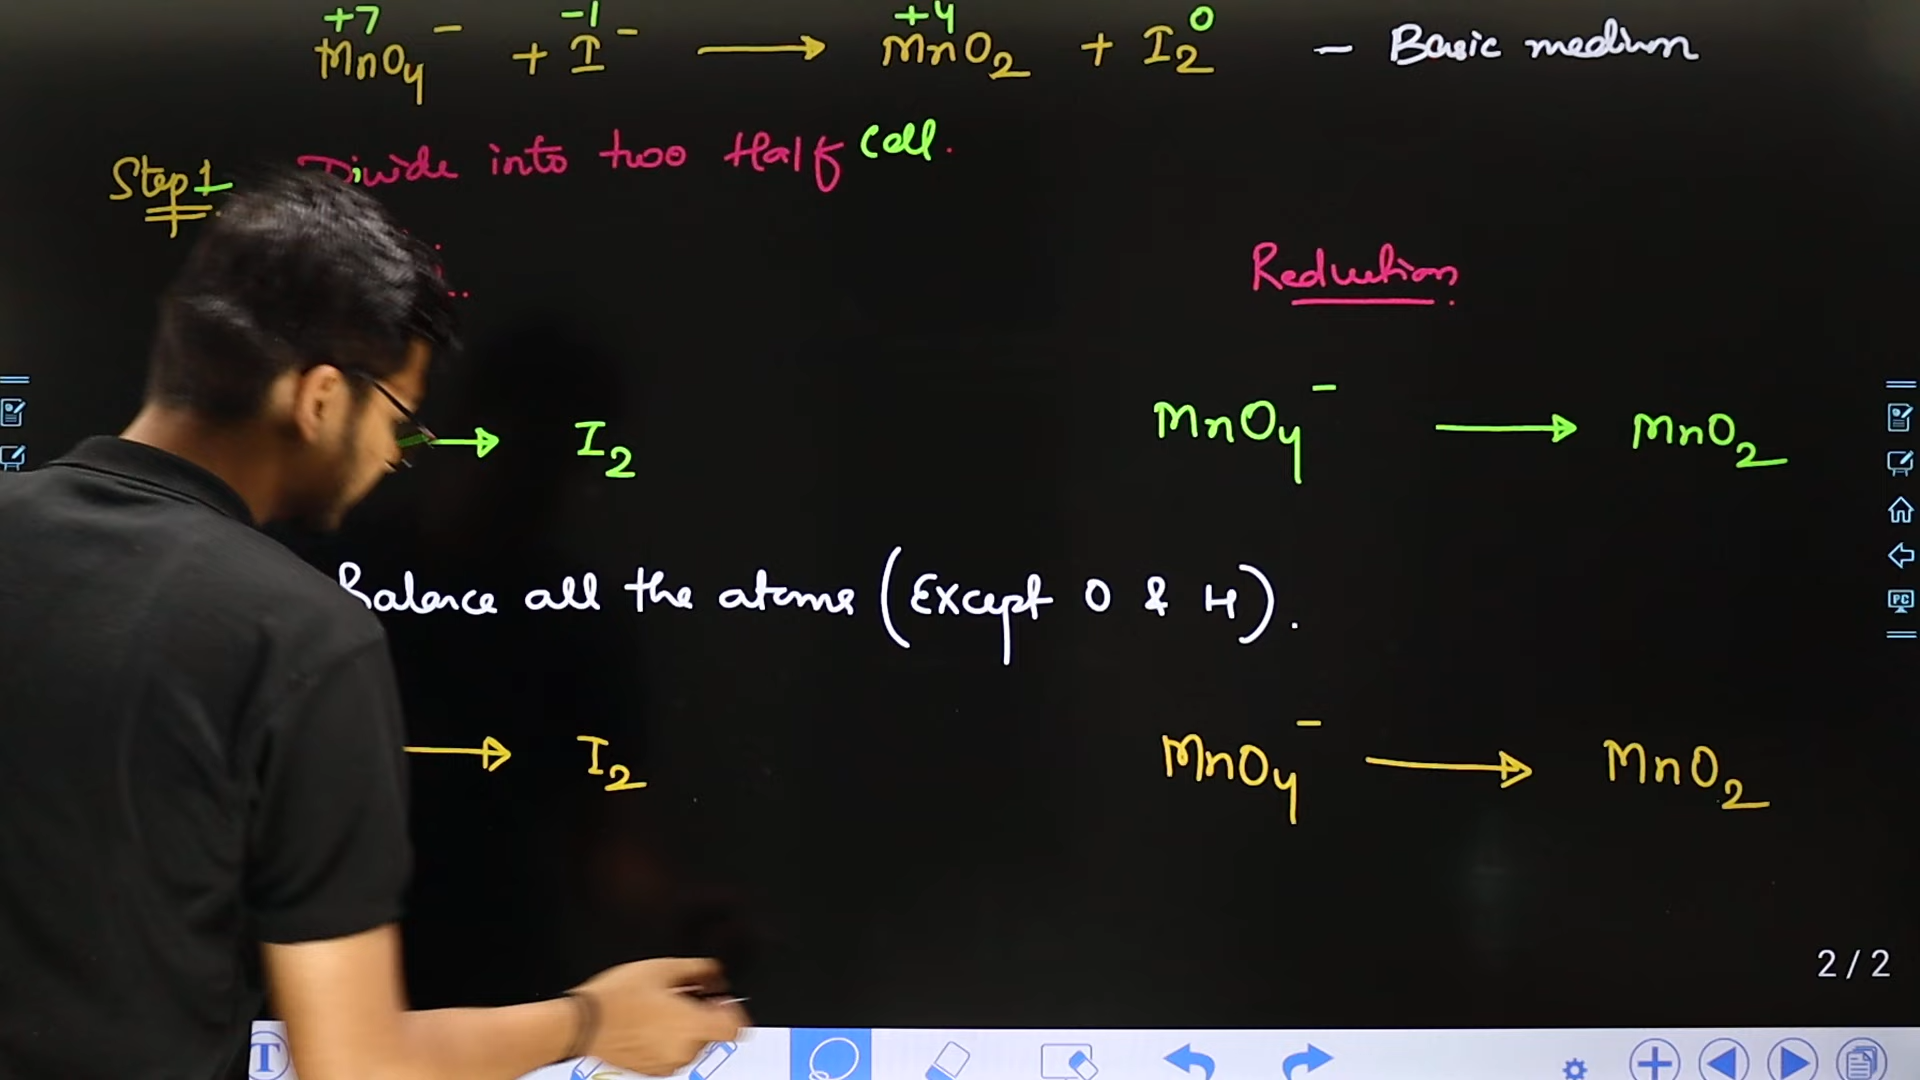 +7 -1 +4 0
MnO4⁻ + I⁻ → MnO2 + I2 - Basic medium
Step 1 Divide into two Half Cell.
Reduction
→ I2 MnO4⁻ → MnO2
Balance all the atoms (Except O & H).
→ I2 MnO4⁻ → MnO2
2/2
T
PC